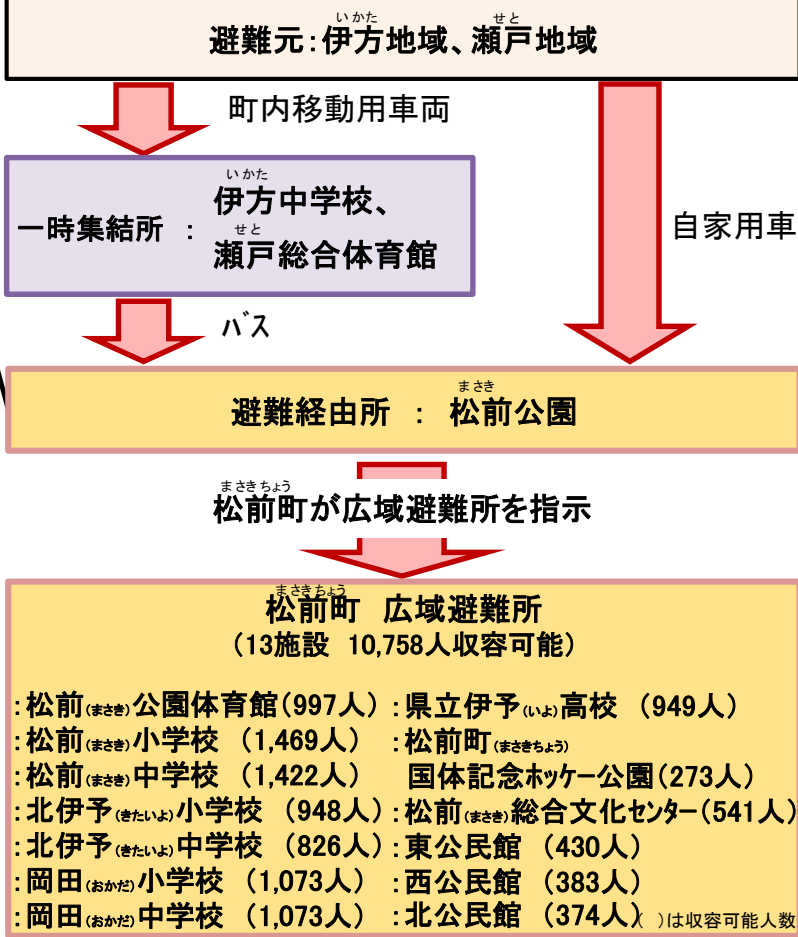 避難元：伊方地域、瀬戸地域
いかた
せと
町内移動用車両
自家用車
いかた
伊方中学校、
一時集結所 ：
せと
瀬戸総合体育館
バス
まさき
避難経由所 ： 松前公園
まさきちょう
松前町が広域避難所を指示
まさきちょう
松前町 広域避難所
（13施設 10,758人収容可能）
：松前(まさき)公園体育館（997人）
：松前(まさき)小学校 （1,469人）
：松前(まさき)中学校 （1,422人）
：北伊予(きたいよ)小学校 （948人）
：北伊予(きたいよ)中学校 （826人）
：岡田(おかだ)小学校 （1,073人）
：岡田(おかだ)中学校 （1,073人）
：県立伊予(いよ)高校 （949人）
：松前町(まさきちょう)
国体記念ホッケー公園（273人）
：松前(まさき)総合文化センター（541人）
：東公民館 （430人）
：西公民館 （383人）
：北公民館 （374人）
（ ）は収容可能人数